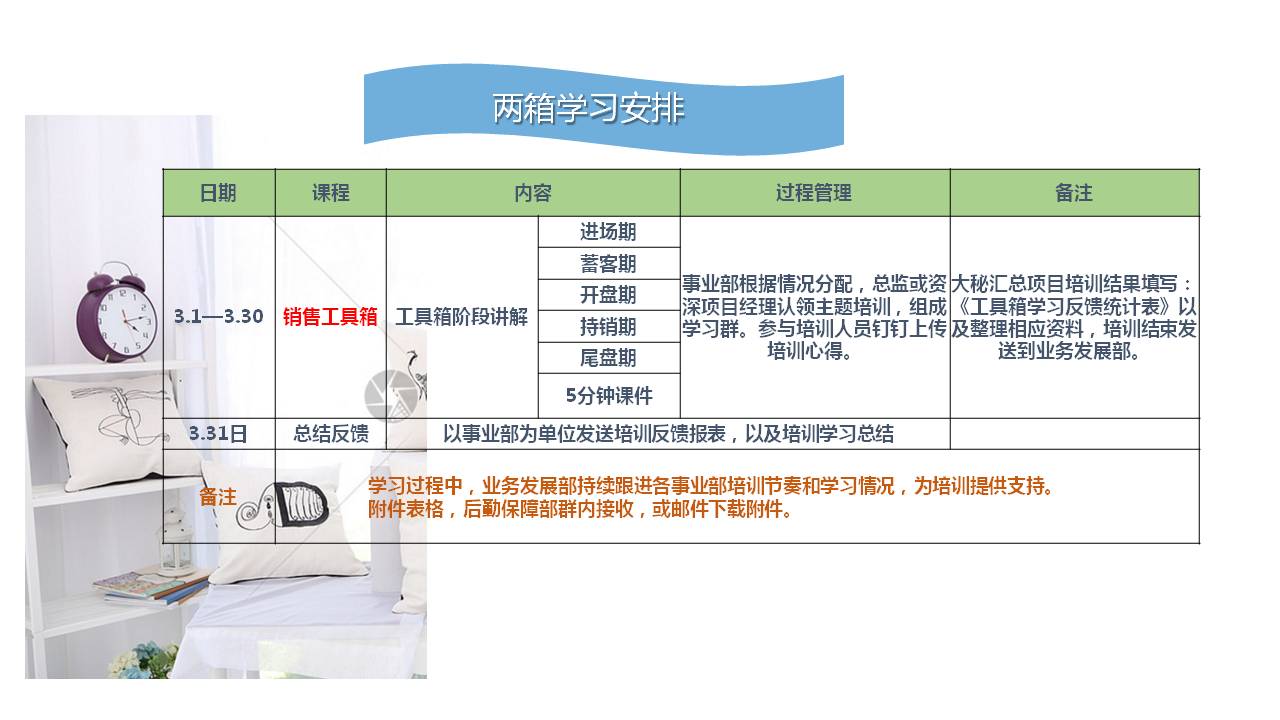 两箱学习安排
日期 课程 内容 过程管理 备注
3.1—3.30 销售工具箱 工具箱阶段讲解
进场期
蓄客期
开盘期
持销期
尾盘期
5分钟课件
事业部根据情况分配，总监或资
深项目经理认领主题培训，组成
学习群。参与培训人员钉钉上传
培训心得。
大秘汇总项目培训结果填写：
《工具箱学习反馈统计表》以
及整理相应资料，培训结束发
送到业务发展部。
3.31日 总结反馈 以事业部为单位发送培训反馈报表，以及培训学习总结
备注
学习过程中，业务发展部持续跟进各事业部培训节奏和学习情况，为培训提供支持。
附件表格，后勤保障部群内接收，或邮件下载附件。